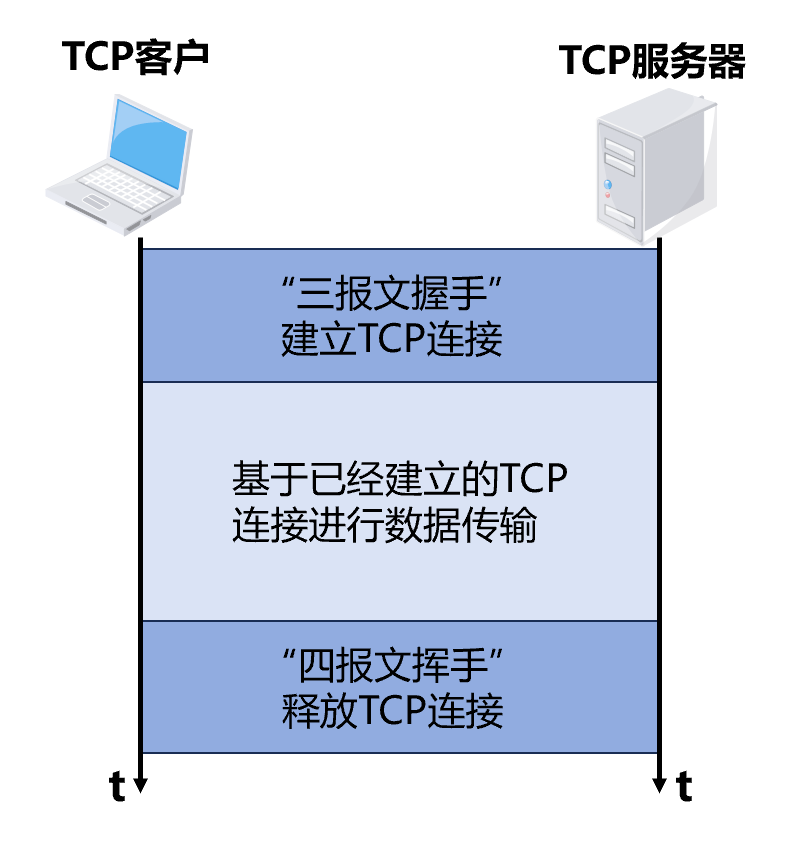 TCP客户
TCP服务器
“三报文握手”
建立TCP连接
基于已经建立的TCP
连接进行数据传输
“四报文挥手”
释放TCP连接
t
t